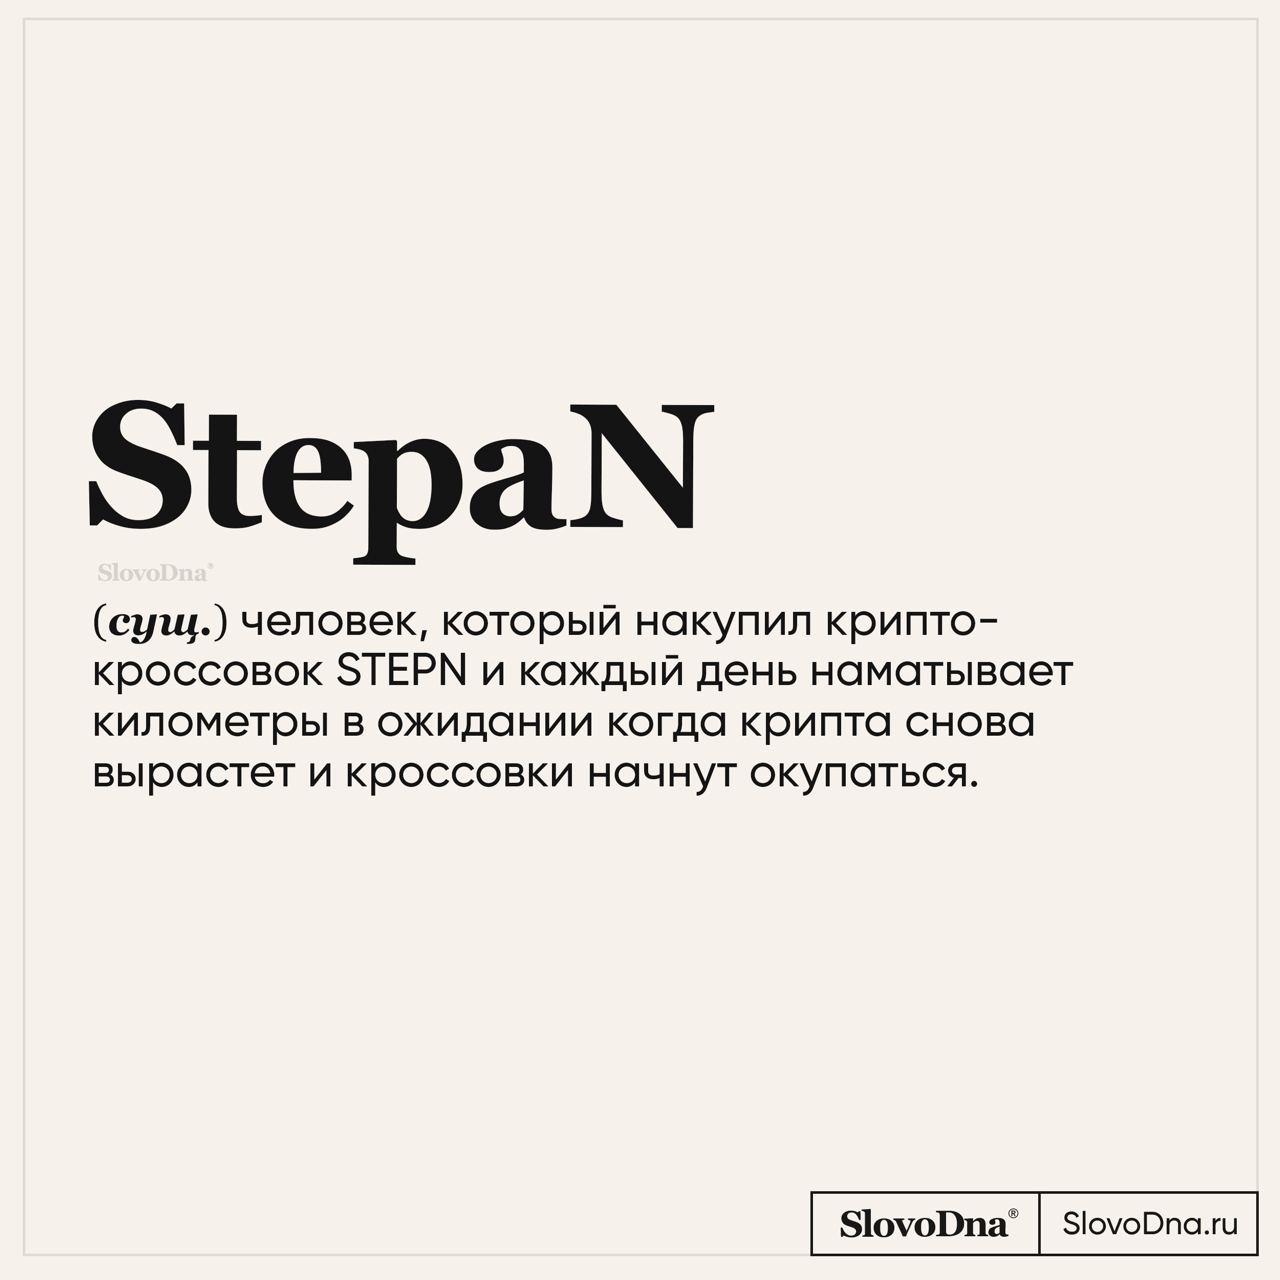 StepaN
SlovoDna®
(сущ.) человек, который накупил крипто-
кроссовок STEPN и каждый день наматывает
километры в ожидании когда крипта снова
вырастет и кроссовки начнут окупаться.
SlovoDna® SlovoDna.ru